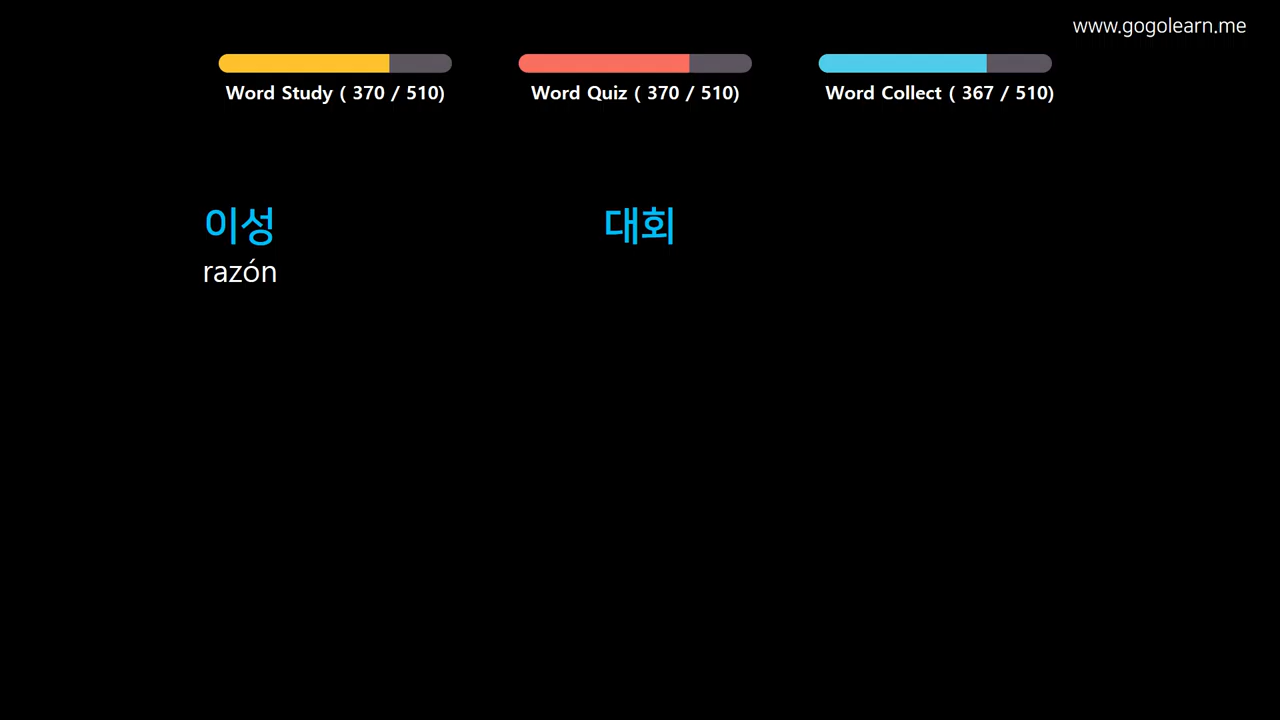 www.gogolearn.me
Word Study ( 370 / 510)
Word Quiz ( 370 / 510)
Word Collect ( 367 / 510)
이성
razón
대회